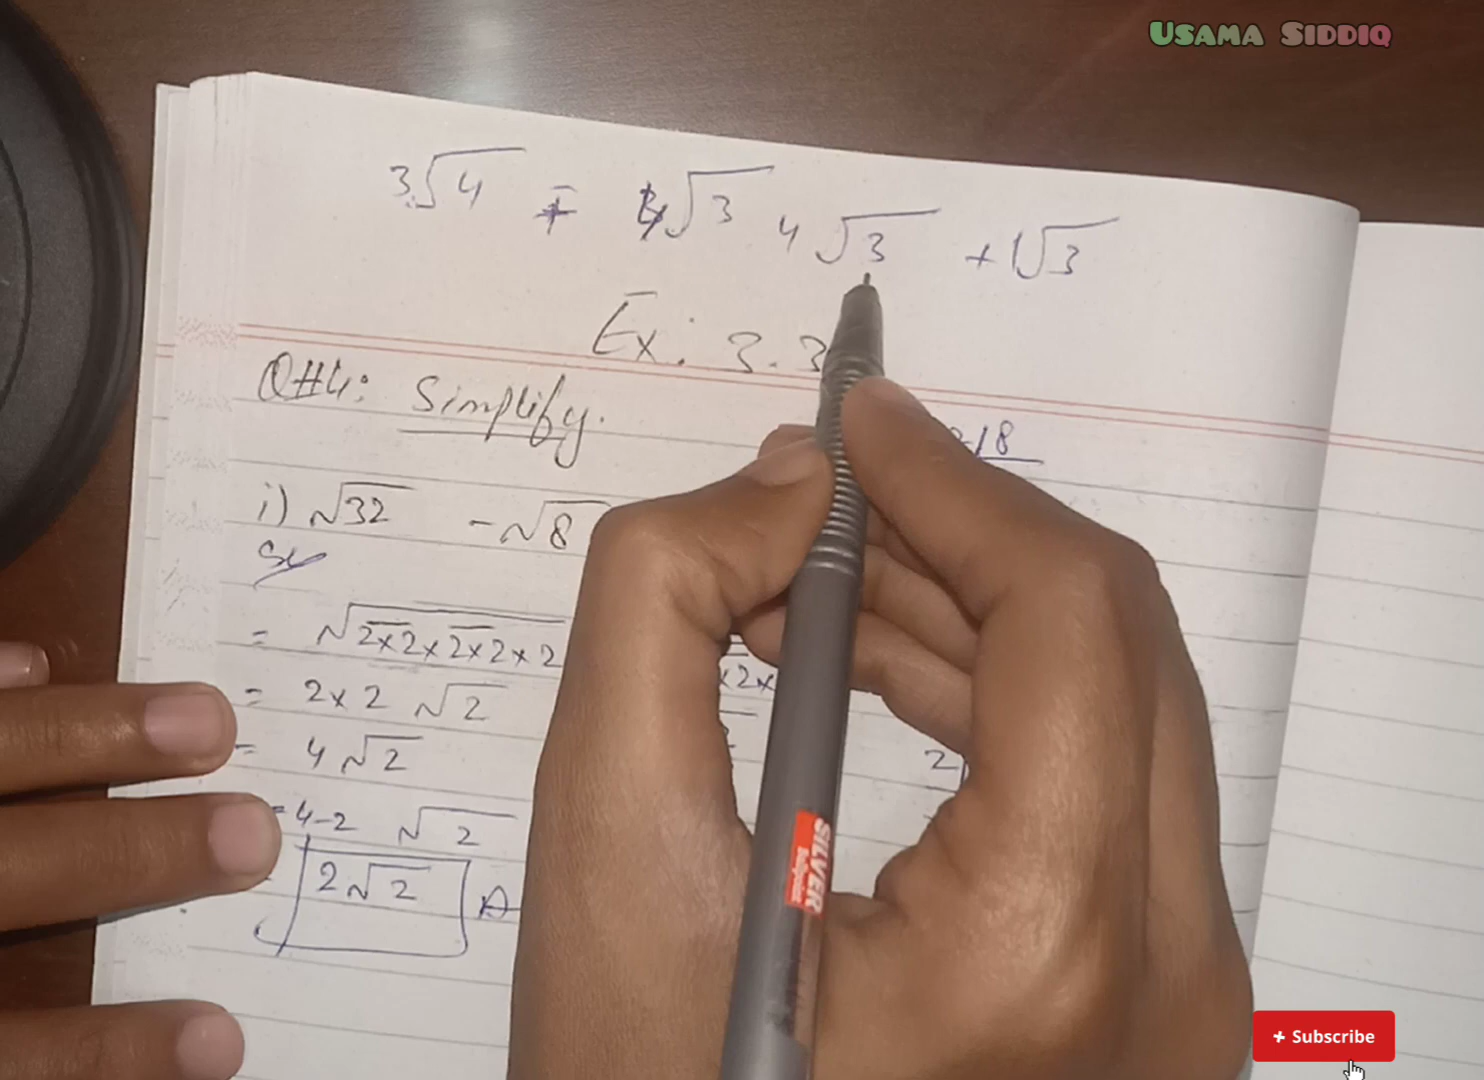 USAMA SIDDIQ
3√4 √3 4√3 + 1√3
Ex: 3.3
Q#4: Simplify.
i) √32 - √8
= √2×2×2×2×2
= 2×2 √2
= 4√2
= 4-2 √2
2√2
SILVER
+ Subscribe